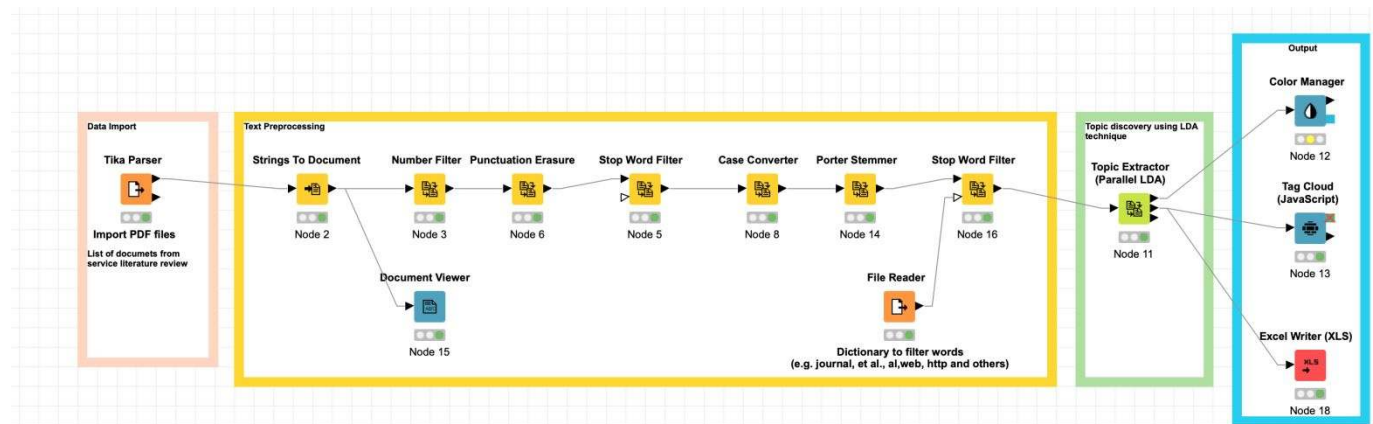 Output
Color Manager
Node 12
Data Import
Text Preprocessing
Topic discovery using LDA
technique
Tika Parser
Strings To Document
Number Filter
Punctuation Erasure
Stop Word Filter
Case Converter
Porter Stemmer
Stop Word Filter
Topic Extractor
(Parallel LDA)
Import PDF files
Node 2
Node 3
Node 6
Node 5
Node 8
Node 14
Node 16
Node 11
List of documets from
service literature review
Tag Cloud
(JavaScript)
Node 13
Document Viewer
Node 15
File Reader
Dictionary to filter words
(e.g. journal, et al., al,web, http and others)
Excel Writer (XLS)
XLS
Node 18